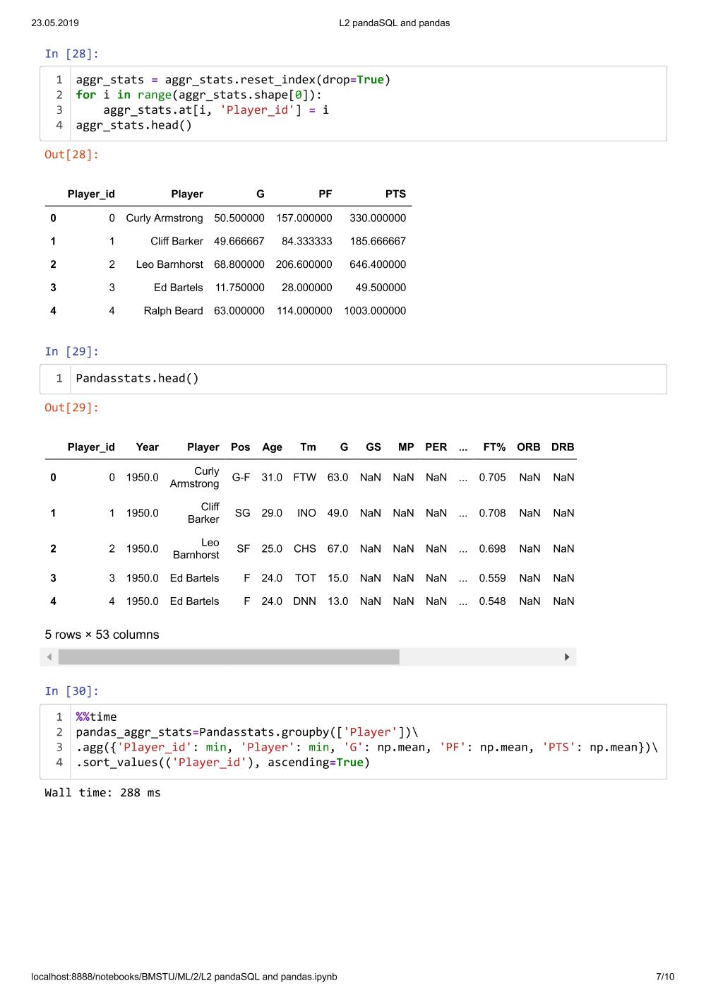 23.05.2019 L2 pandaSQL and pandas
In [28]:
1 aggr_stats = aggr_stats.reset_index(drop=True)
2 for i in range(aggr_stats.shape[0]):
3     aggr_stats.at[i, 'Player_id'] = i
4 aggr_stats.head()
Out[28]:
Player_id Player G PF PTS
0 0 Curly Armstrong 50.500000 157.000000 330.000000
1 1 Cliff Barker 49.666667 84.333333 185.666667
2 2 Leo Barnhorst 68.800000 206.600000 646.400000
3 3 Ed Bartels 11.750000 28.000000 49.500000
4 4 Ralph Beard 63.000000 114.000000 1003.000000
In [29]:
1 Pandasstats.head()
Out[29]:
Player_id Year Player Pos Age Tm G GS MP PER ... FT% ORB DRB
0 0 1950.0 Curly Armstrong G-F 31.0 FTW 63.0 NaN NaN NaN ... 0.705 NaN NaN
1 1 1950.0 Cliff Barker SG 29.0 INO 49.0 NaN NaN NaN ... 0.708 NaN NaN
2 2 1950.0 Leo Barnhorst SF 25.0 CHS 67.0 NaN NaN NaN ... 0.698 NaN NaN
3 3 1950.0 Ed Bartels F 24.0 TOT 15.0 NaN NaN NaN ... 0.559 NaN NaN
4 4 1950.0 Ed Bartels F 24.0 DNN 13.0 NaN NaN NaN ... 0.548 NaN NaN
5 rows × 53 columns
In [30]:
1 %%time
2 pandas_aggr_stats=Pandasstats.groupby(['Player'])\
3 .agg({'Player_id': min, 'Player': min, 'G': np.mean, 'PF': np.mean, 'PTS': np.mean})\
4 .sort_values(('Player_id'), ascending=True)
Wall time: 288 ms
localhost:8888/notebooks/BMSTU/ML/2/L2 pandaSQL and pandas.ipynb 7/10